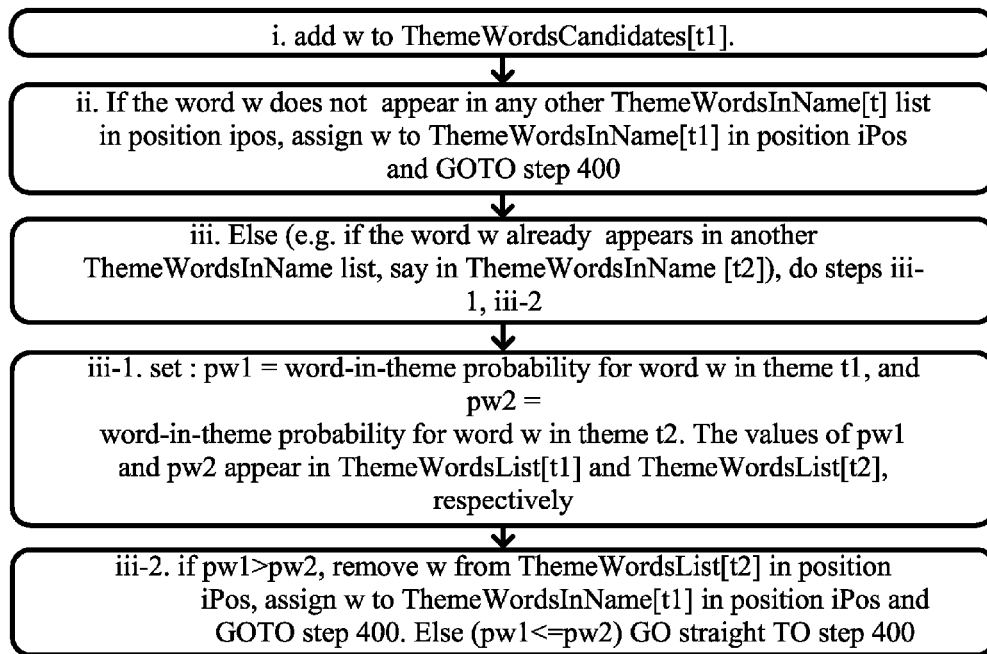 i. add w to ThemeWordsCandidates[t1].
ii. If the word w does not appear in any other ThemeWordsInName[t] list
in position ipos, assign w to ThemeWordsInName[t1] in position iPos
and GOTO step 400
iii. Else (e.g. if the word w already appears in another
ThemeWordsInName list, say in ThemeWordsInName [t2]), do steps iii-
1, iii-2
iii-1. set : pw1 = word-in-theme probability for word w in theme t1, and
pw2 =
word-in-theme probability for word w in theme t2. The values of pw1
and pw2 appear in ThemeWordsList[t1] and ThemeWordsList[t2],
respectively
iii-2. if pw1>pw2, remove w from ThemeWordsList[t2] in position
iPos, assign w to ThemeWordsInName[t1] in position iPos and
GOTO step 400. Else (pw1<=pw2) GO straight TO step 400